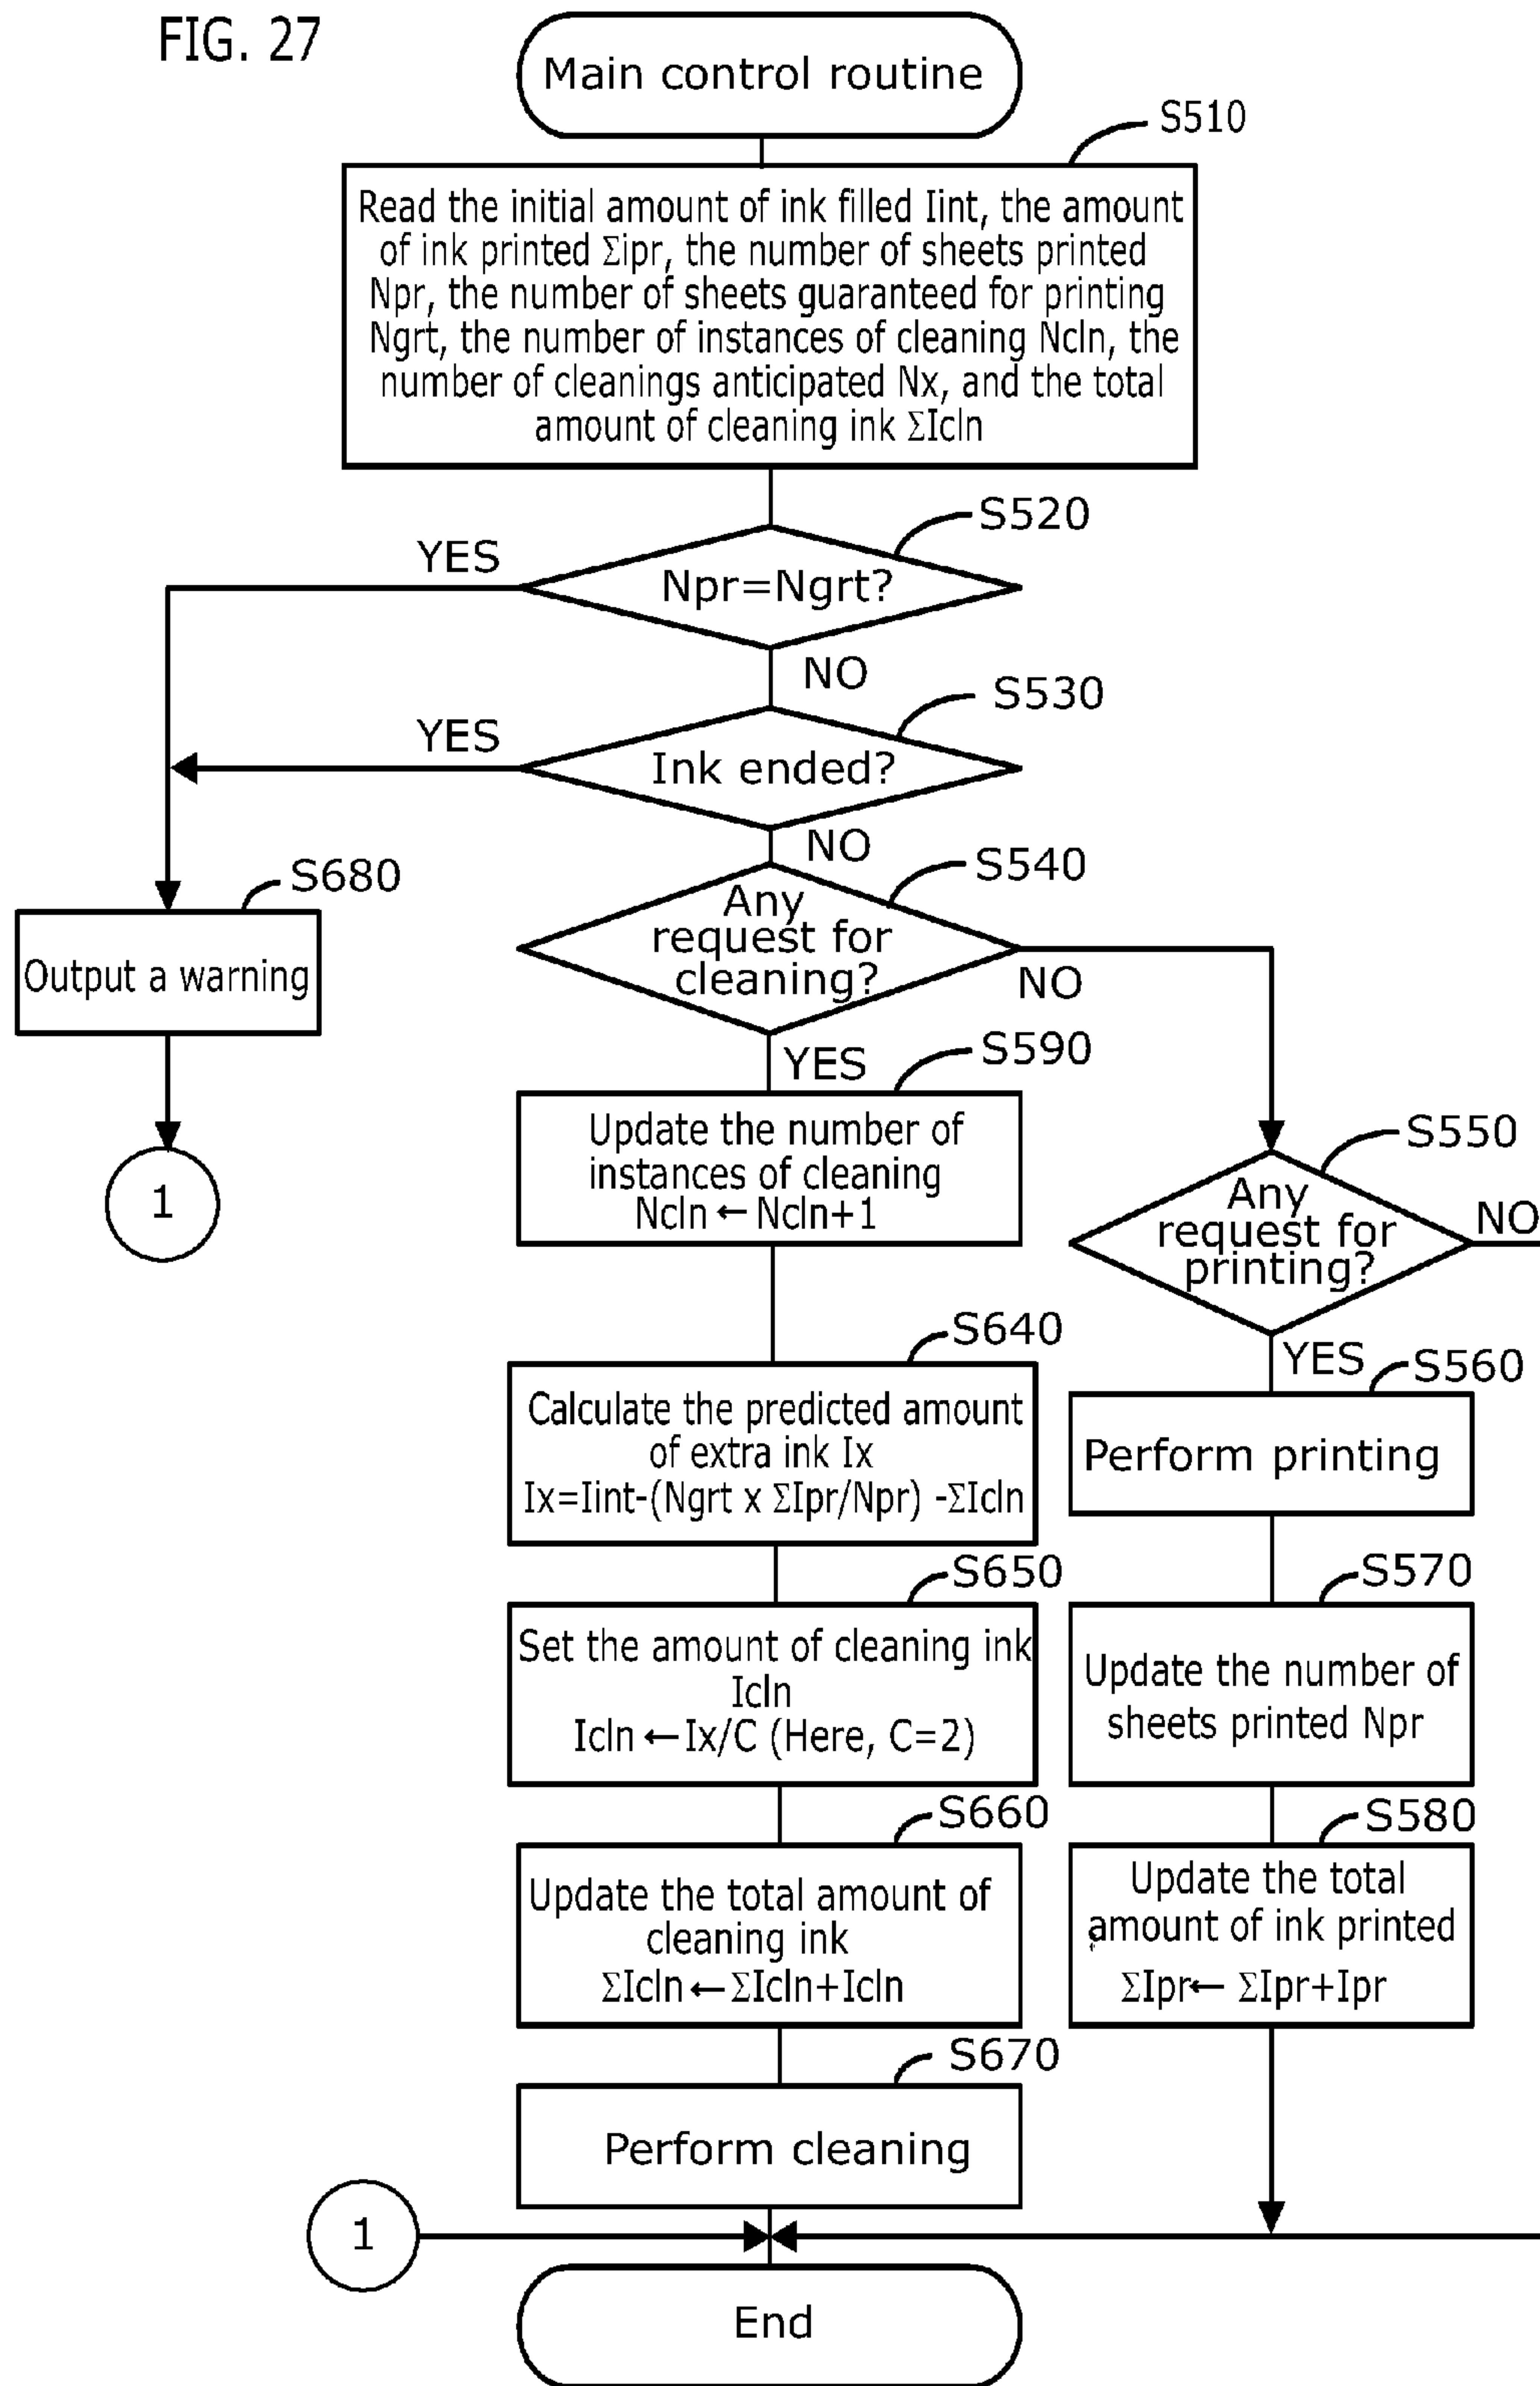 FIG. 27
Main control routine
S510
Read the initial amount of ink filled Iint, the amount
of ink printed Σipr, the number of sheets printed
Npr, the number of sheets guaranteed for printing
Ngrt, the number of instances of cleaning Ncln, the
number of cleanings anticipated Nx, and the total
amount of cleaning ink ΣIcln
S520
YES
Npr=Ngrt?
NO
S530
YES
Ink ended?
NO
S540
Any
request for
cleaning?
NO
S680
Output a warning
1
YES
S590
Update the number of
instances of cleaning
Ncln←Ncln+1
S550
Any
request for
printing?
NO
S640
Calculate the predicted amount
of extra ink Ix
Ix=Iint-(Ngrt x ΣIpr/Npr) -ΣIcln
YES
S560
Perform printing
S650
Set the amount of cleaning ink
Icln
Icln←Ix/C (Here, C=2)
S570
Update the number of
sheets printed Npr
S660
Update the total amount of
cleaning ink
ΣIcln←ΣIcln+Icln
S580
Update the total
amount of ink printed
ΣIpr← ΣIpr+Ipr
S670
Perform cleaning
1
End